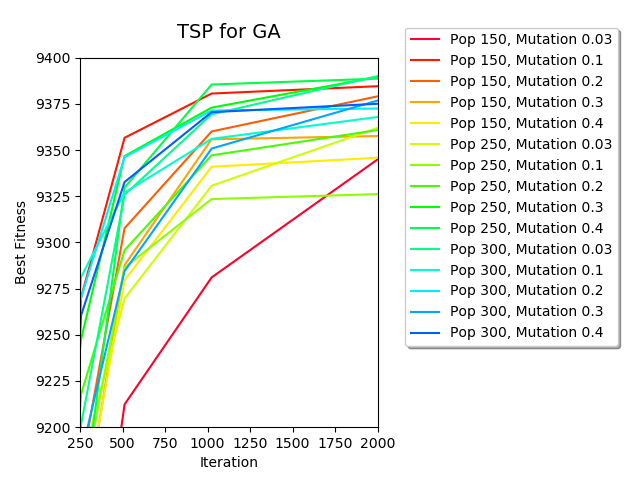 TSP for GA
Best Fitness
9400
9375
9350
9325
9300
9275
9250
9225
9200
250 500 750 1000 1250 1500 1750 2000
Iteration
Pop 150, Mutation 0.03
Pop 150, Mutation 0.1
Pop 150, Mutation 0.2
Pop 150, Mutation 0.3
Pop 150, Mutation 0.4
Pop 250, Mutation 0.03
Pop 250, Mutation 0.1
Pop 250, Mutation 0.2
Pop 250, Mutation 0.3
Pop 250, Mutation 0.4
Pop 300, Mutation 0.03
Pop 300, Mutation 0.1
Pop 300, Mutation 0.2
Pop 300, Mutation 0.3
Pop 300, Mutation 0.4